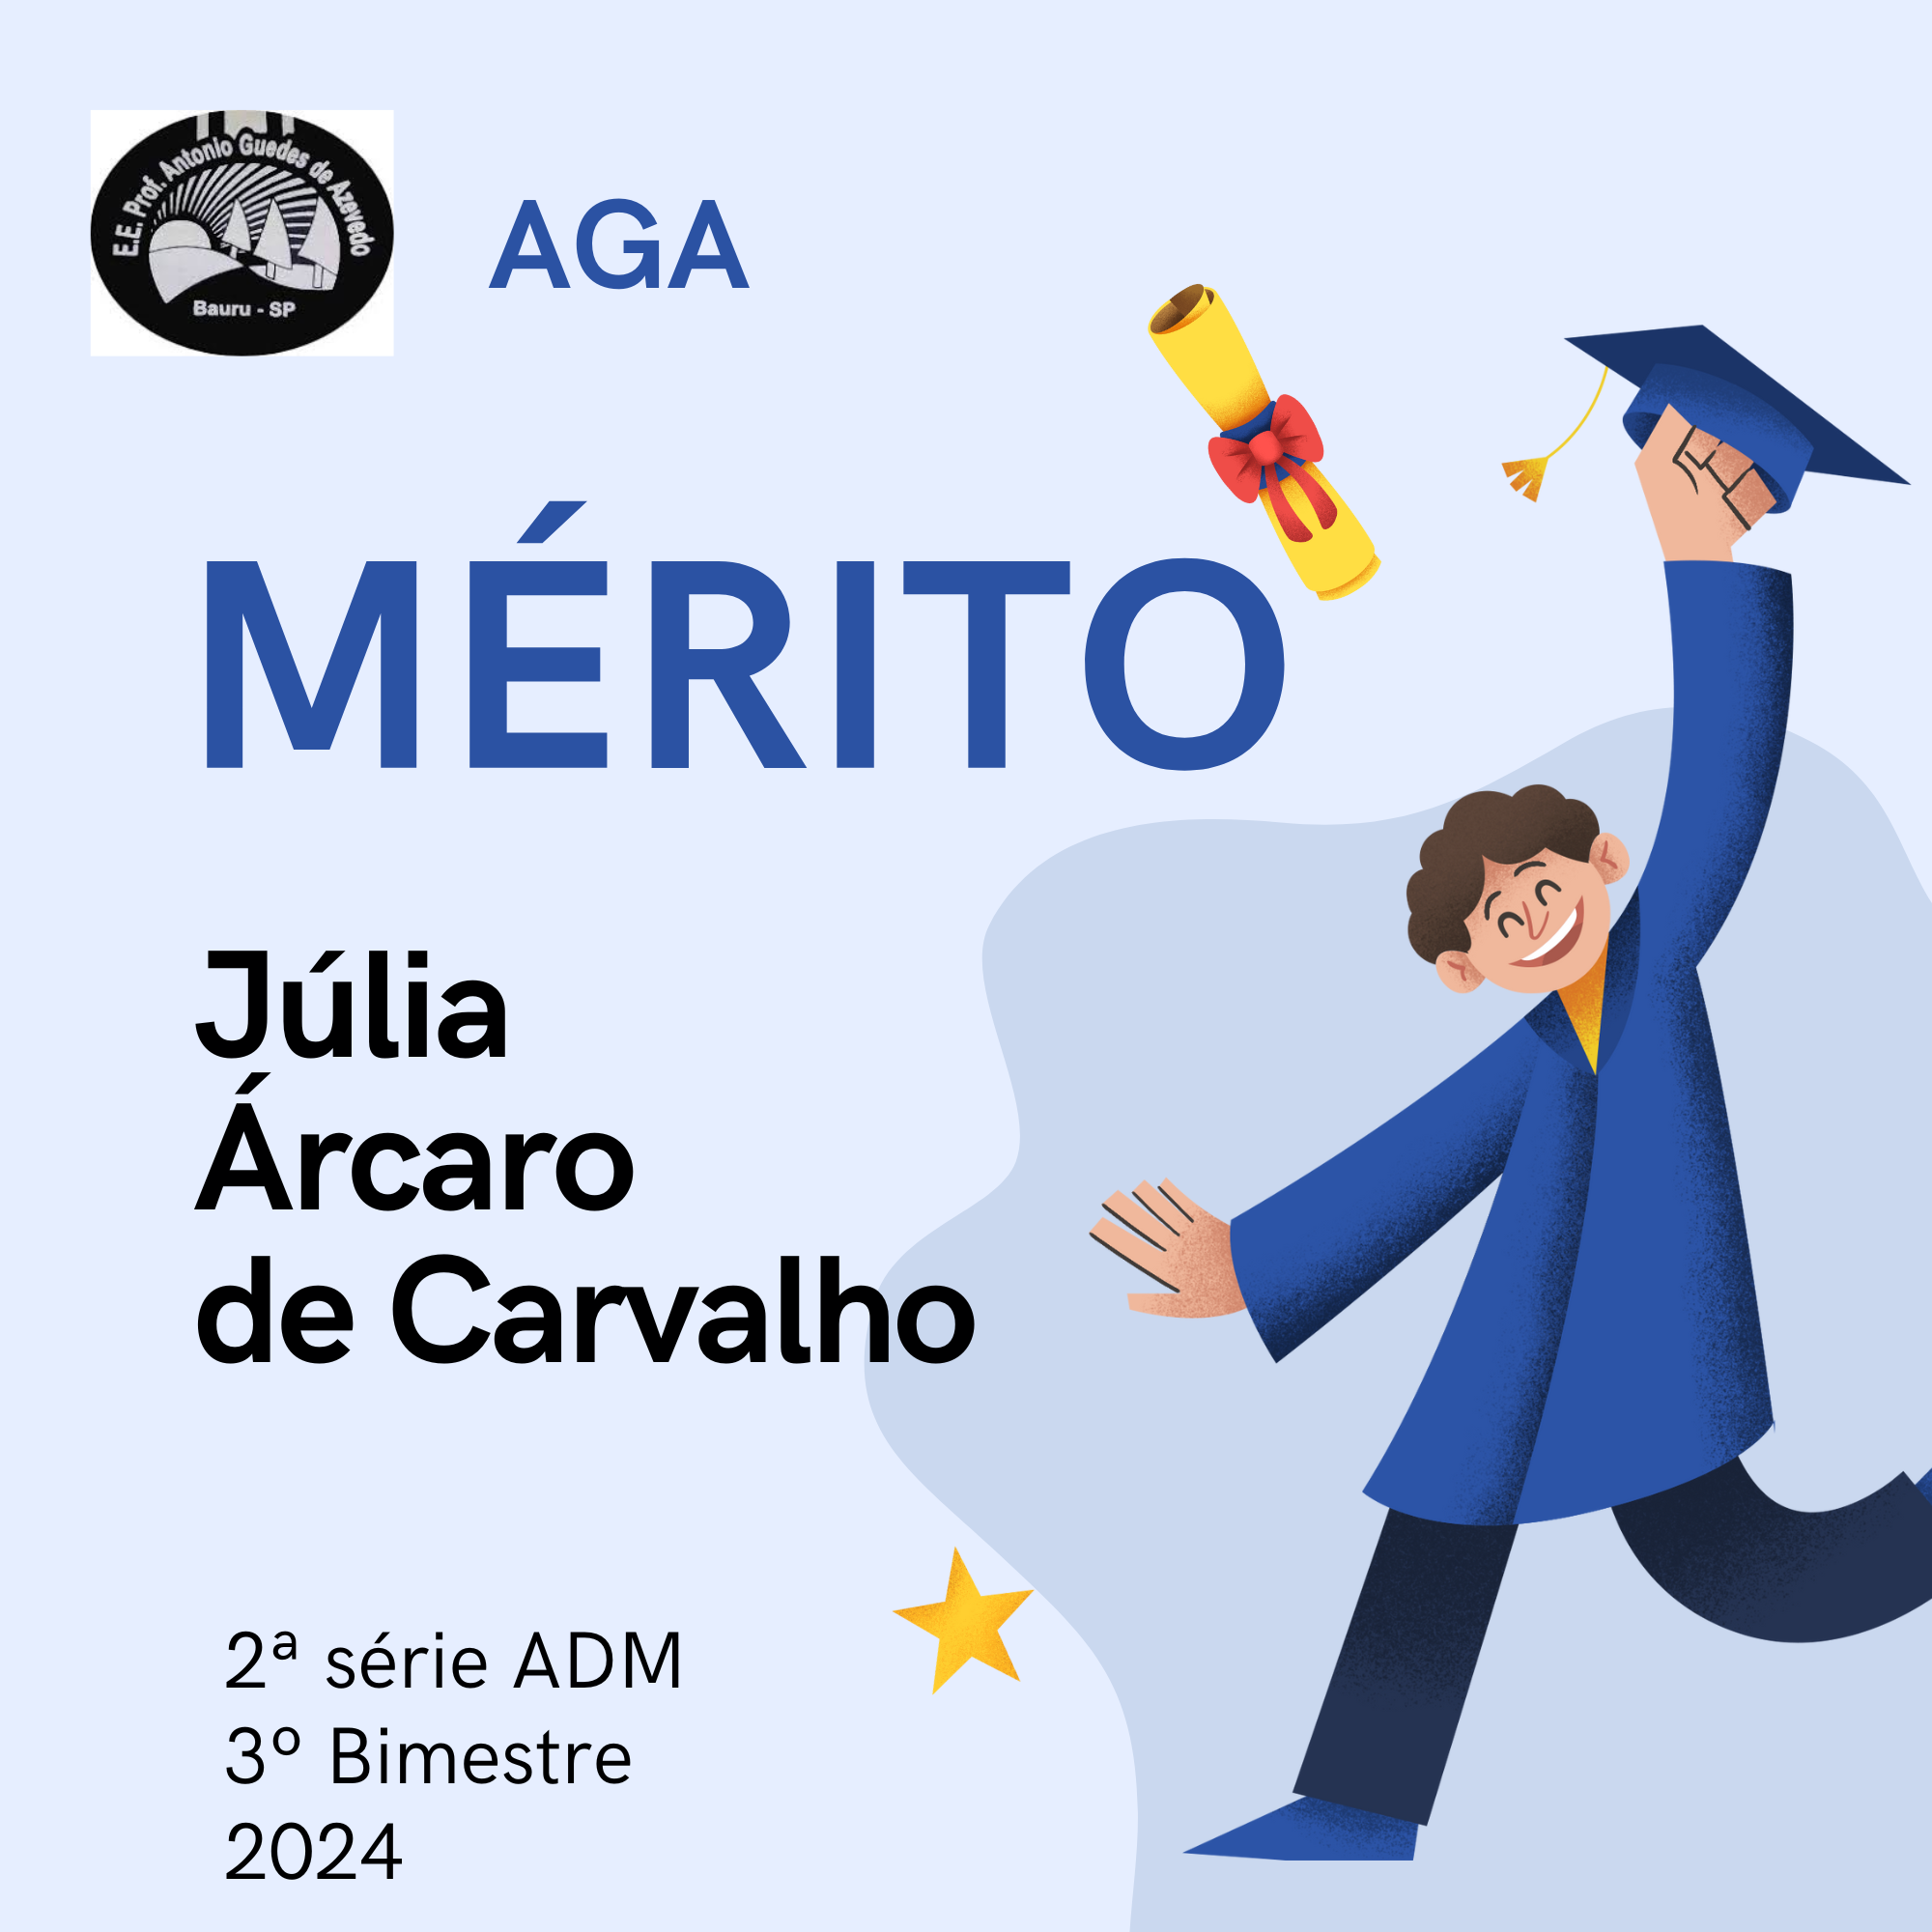 E.E. Prof. Antonio Guedes de Azevedo
Bauru - SP
AGA
MÉRITO
Júlia
Árcaro
de Carvalho
2ª série ADM
3º Bimestre
2024